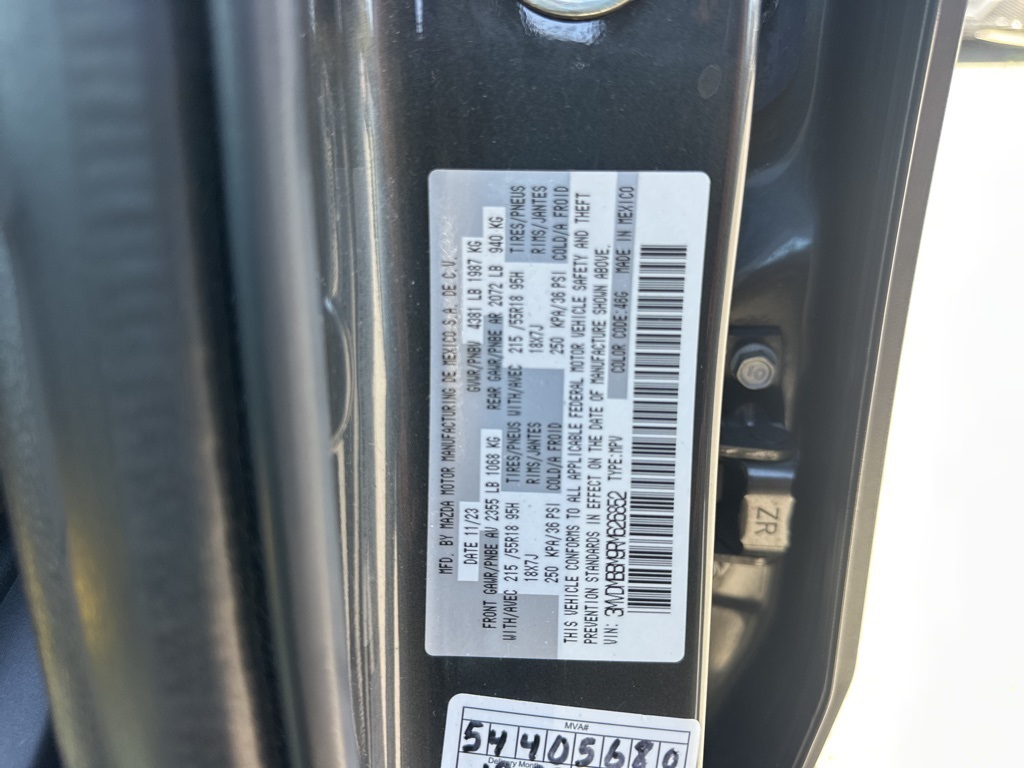 MFD. BY MAZDA MOTOR MANUFACTURING DE MEXICO S.A. DE C.V.
DATE 11/23 GVWR/PNBV 4381 LB 1987 KG
FRONT GAWR/PNBE AV 2355 LB 1068 KG REAR GAWR/PNBE AR 2072 LB 940 KG
WITH/AVEC 215 /55R18 95H TIRES/PNEUS WITH/AVEC 215 /55R18 95H TIRES/PNEUS
18X7J RIMS/JANTES 18X7J RIMS/JANTES
250 KPA/36 PSI COLD/A FROID 250 KPA/36 PSI COLD/A FROID
THIS VEHICLE CONFORMS TO ALL APPLICABLE FEDERAL MOTOR VEHICLE SAFETY AND THEFT
PREVENTION STANDARDS IN EFFECT ON THE DATE OF MANUFACTURE SHOWN ABOVE.
VIN: 3MVDMBBM9RM626852 TYPE:MPV COLOR CODE:46G MADE IN MEXICO
10
ZR
MVA#
54405680
Delivery Month